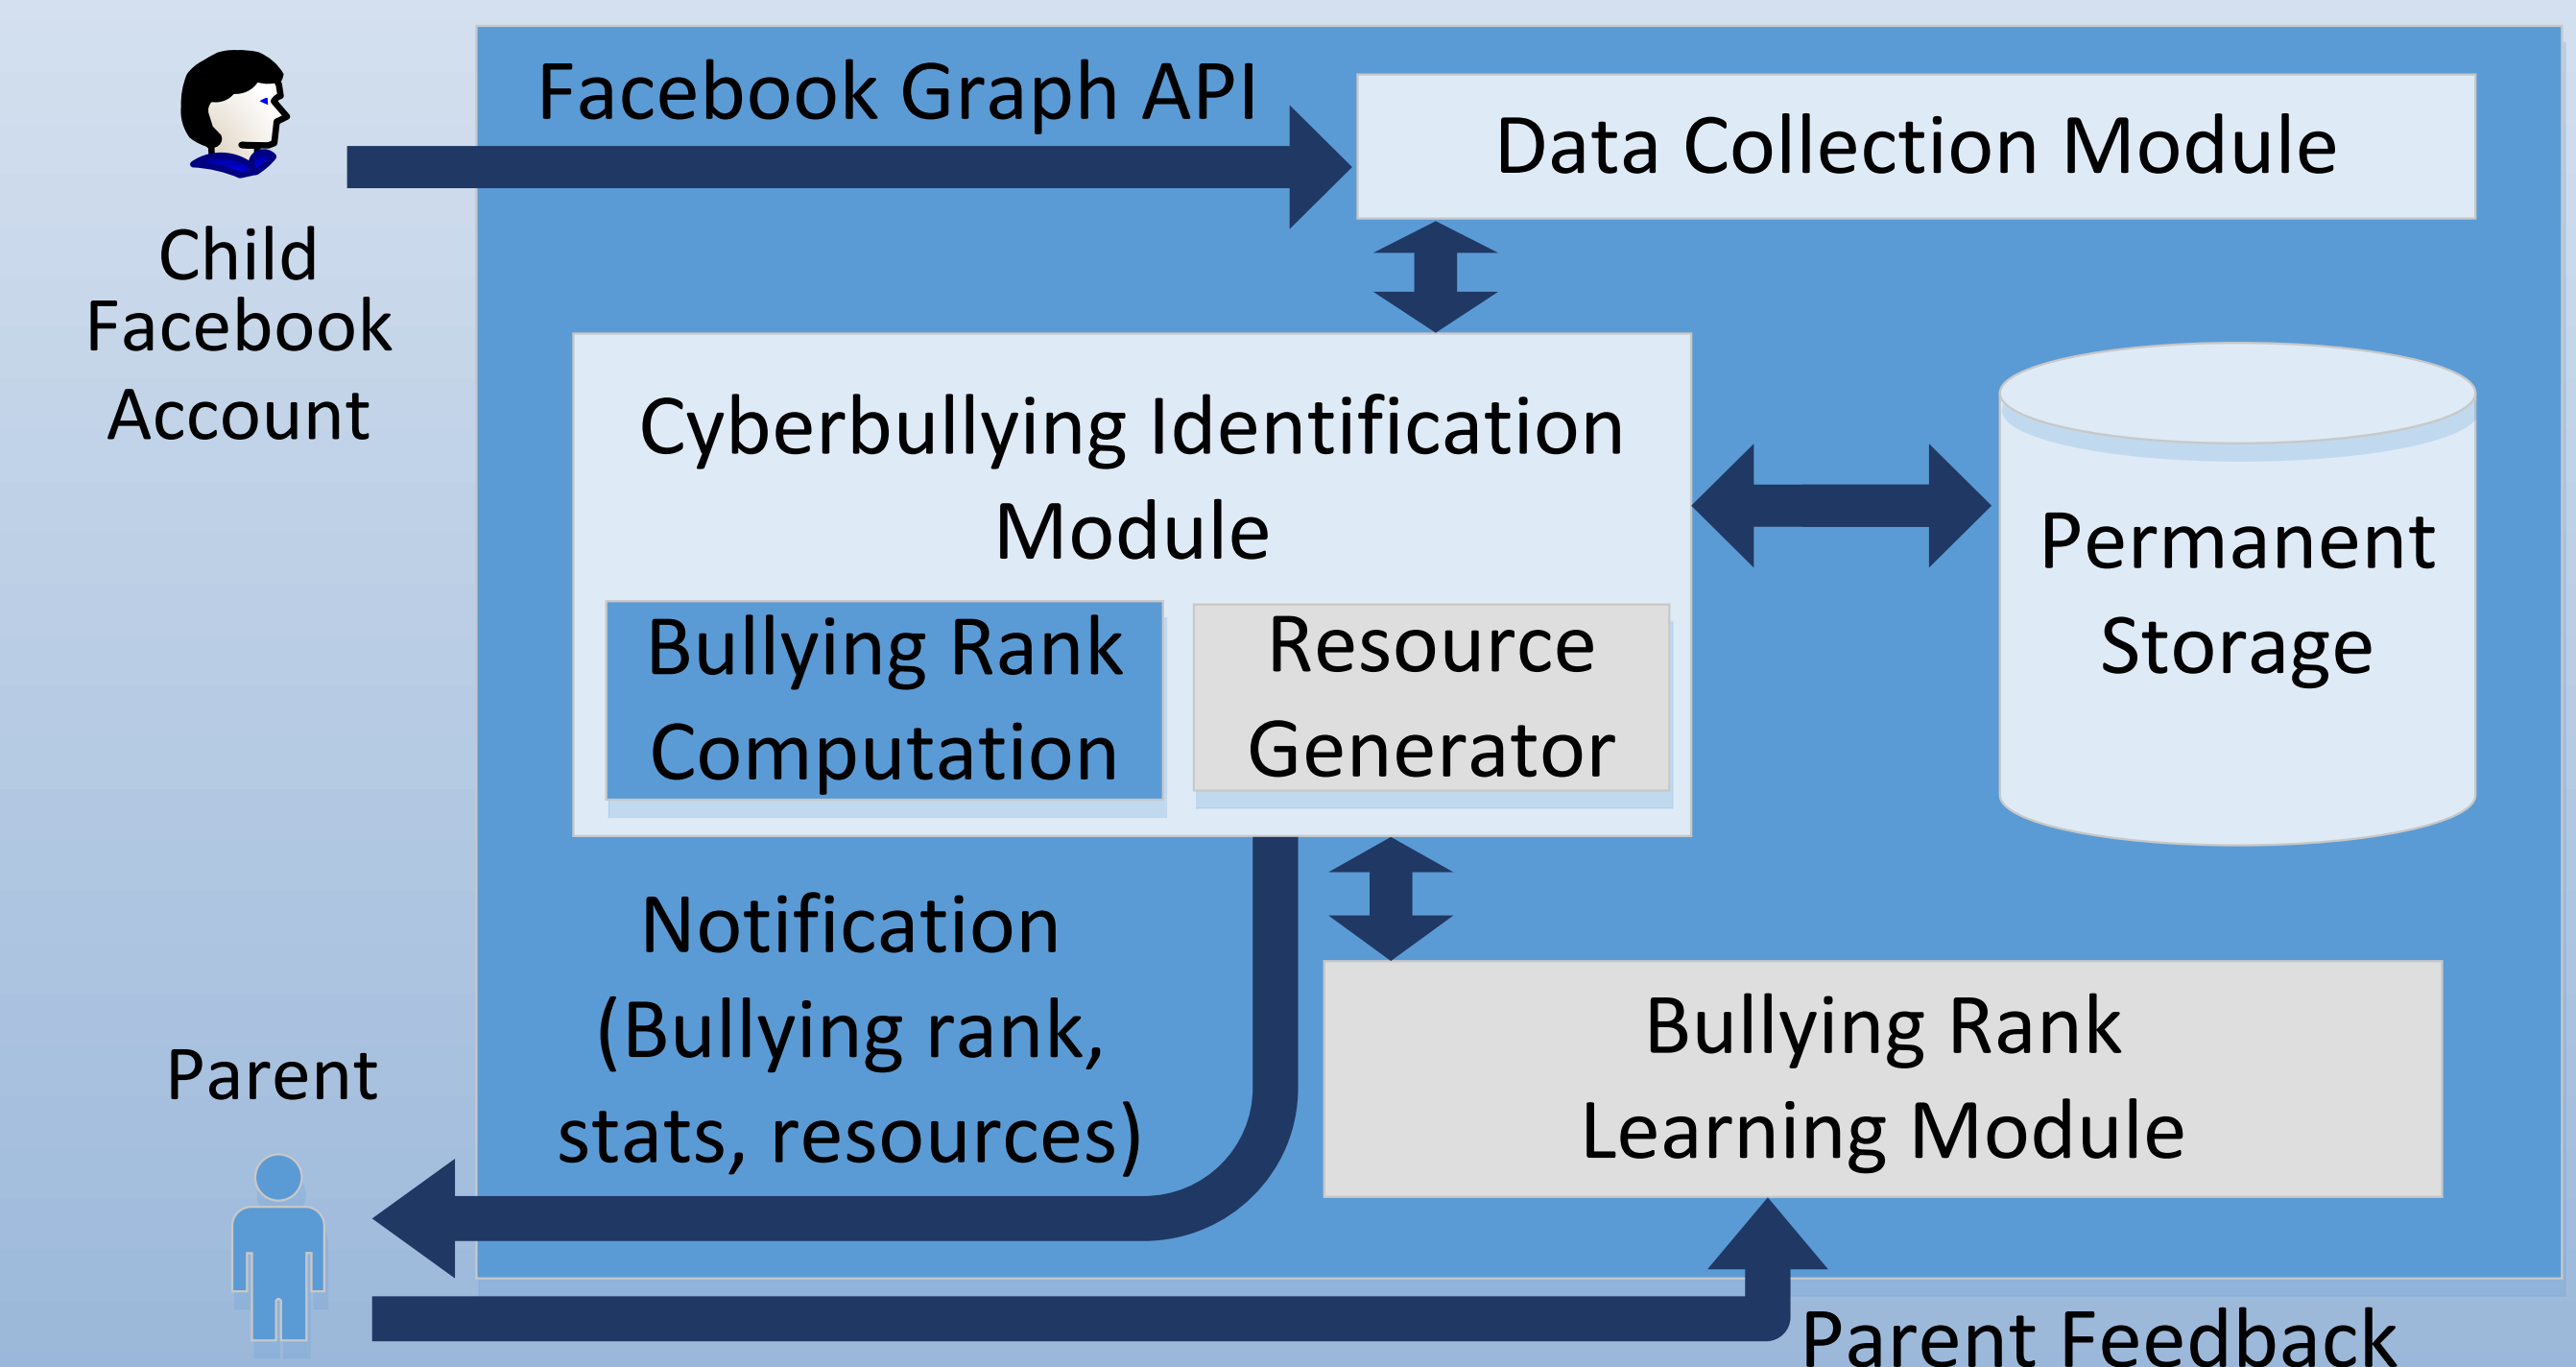 Facebook Graph API
Data Collection Module
Child
Facebook
Account
Cyberbullying Identification
Module
Bullying Rank
Computation
Resource
Generator
Permanent
Storage
Notification
(Bullying rank,
stats, resources)
Bullying Rank
Learning Module
Parent
Parent Feedback